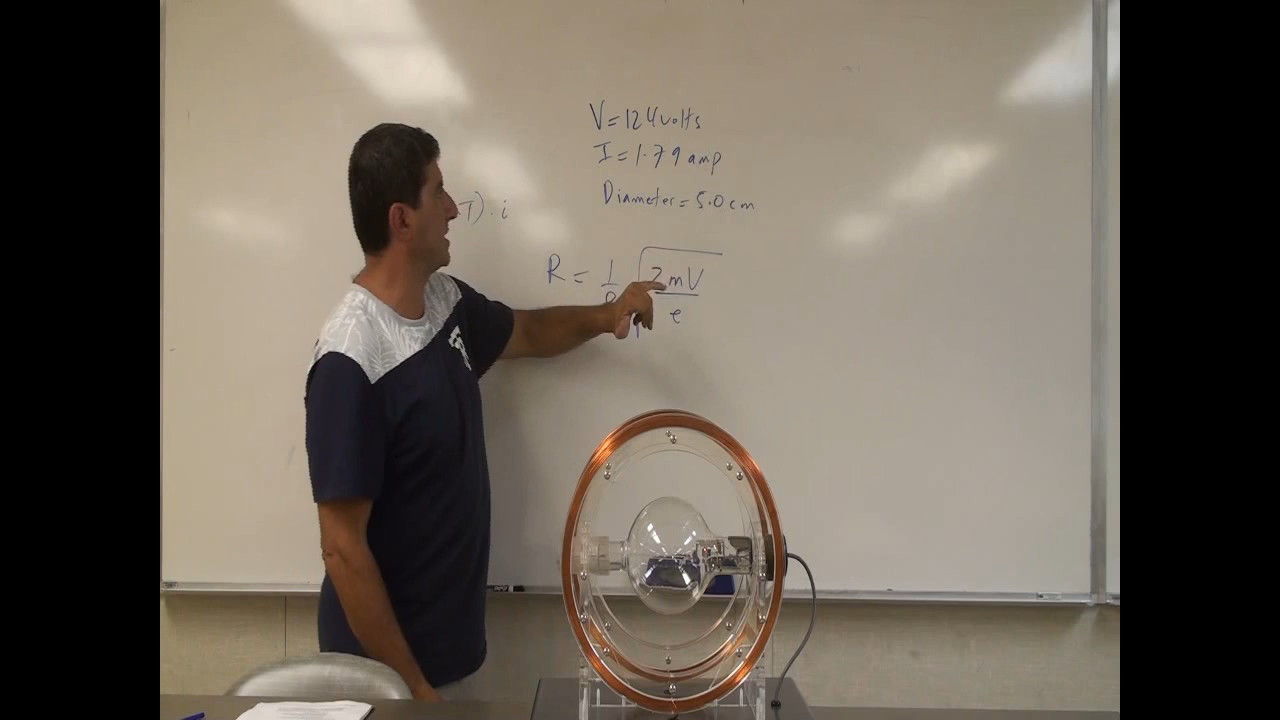 V = 124 volts
I = 1.79 amp
Diameter = 5.0 cm
T) · i
R = 1 √ 2mV
e